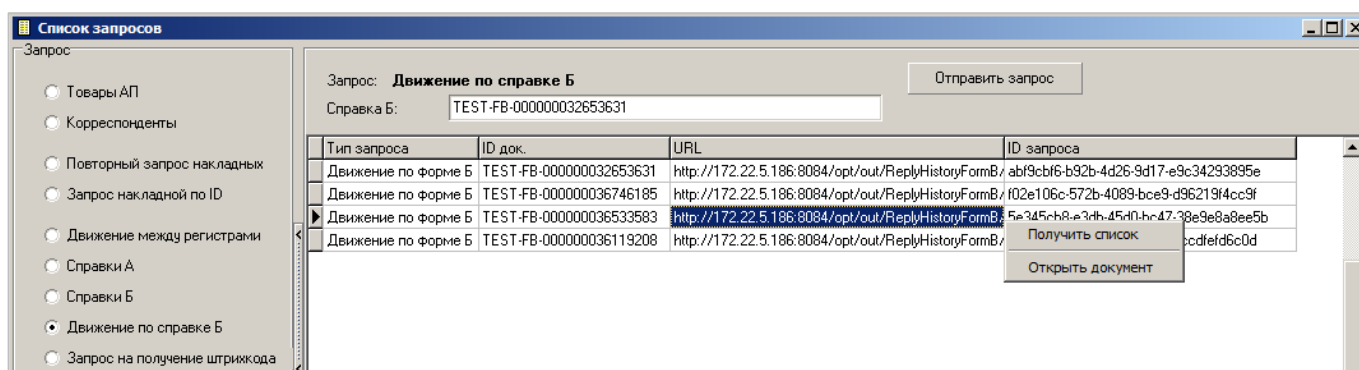 Список запросов
Запрос
Товары АП
Корреспонденты
Повторный запрос накладных
Запрос накладной по ID
Движение между регистрами
Справки А
Справки Б
Движение по справке Б
Запрос на получение штрихкода
Запрос: Движение по справке Б
Отправить запрос
Справка Б: TEST-FB-000000032653631
Тип запроса ID док. URL ID запроса
Движение по форме Б TEST-FB-000000032653631 http://172.22.5.186:8084/opt/out/ReplyHistoryFormB/ abf9cbf6-b92b-4d26-9d17-e9c34293895e
Движение по форме Б TEST-FB-000000036746185 http://172.22.5.186:8084/opt/out/ReplyHistoryFormB/ f02e106c-572b-4089-bce9-d96219f4cc9f
Движение по форме Б TEST-FB-000000036533583 http://172.22.5.186:8084/opt/out/ReplyHistoryFormB/ 5e345cb8-e3db-45d0-bc47-38e9e8a8ee5b
Движение по форме Б TEST-FB-000000036119208 http://172.22.5.186:8084/opt/out/ReplyHistoryFormB/ ccdfefd6c0d
Получить список
Открыть документ